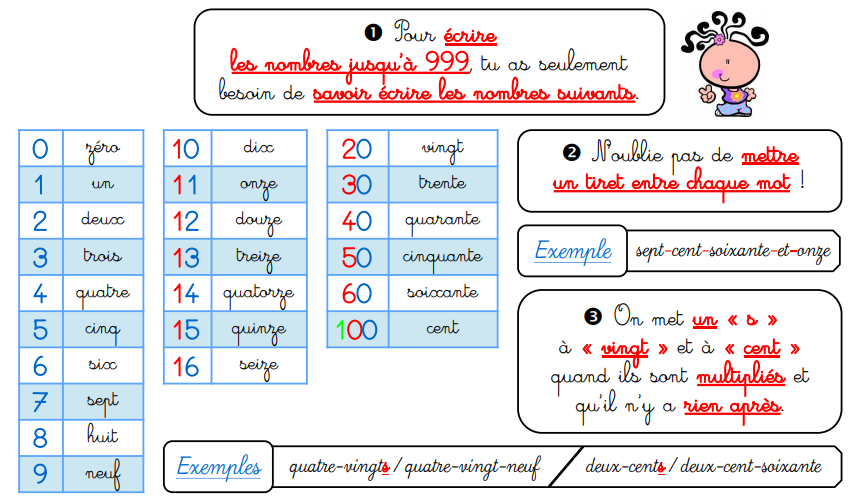 ❶ Pour écrire
les nombres jusqu'à 999, tu as seulement
besoin de savoir écrire les nombres suivants.
0 zéro
1 un
2 deux
3 trois
4 quatre
5 cinq
6 six
7 sept
8 huit
9 neuf
10 dix
11 onze
12 douze
13 treize
14 quatorze
15 quinze
16 seize
20 vingt
30 trente
40 quarante
50 cinquante
60 soixante
100 cent
❷ N'oublie pas de mettre
un tiret entre chaque mot !
Exemple sept-cent-soixante-et-onze
❸ On met un « s »
à « vingt » et à « cent »
quand ils sont multipliés et
qu'il n'y a rien après.
Exemples quatre-vingts / quatre-vingt-neuf / deux-cents / deux-cent-soixante